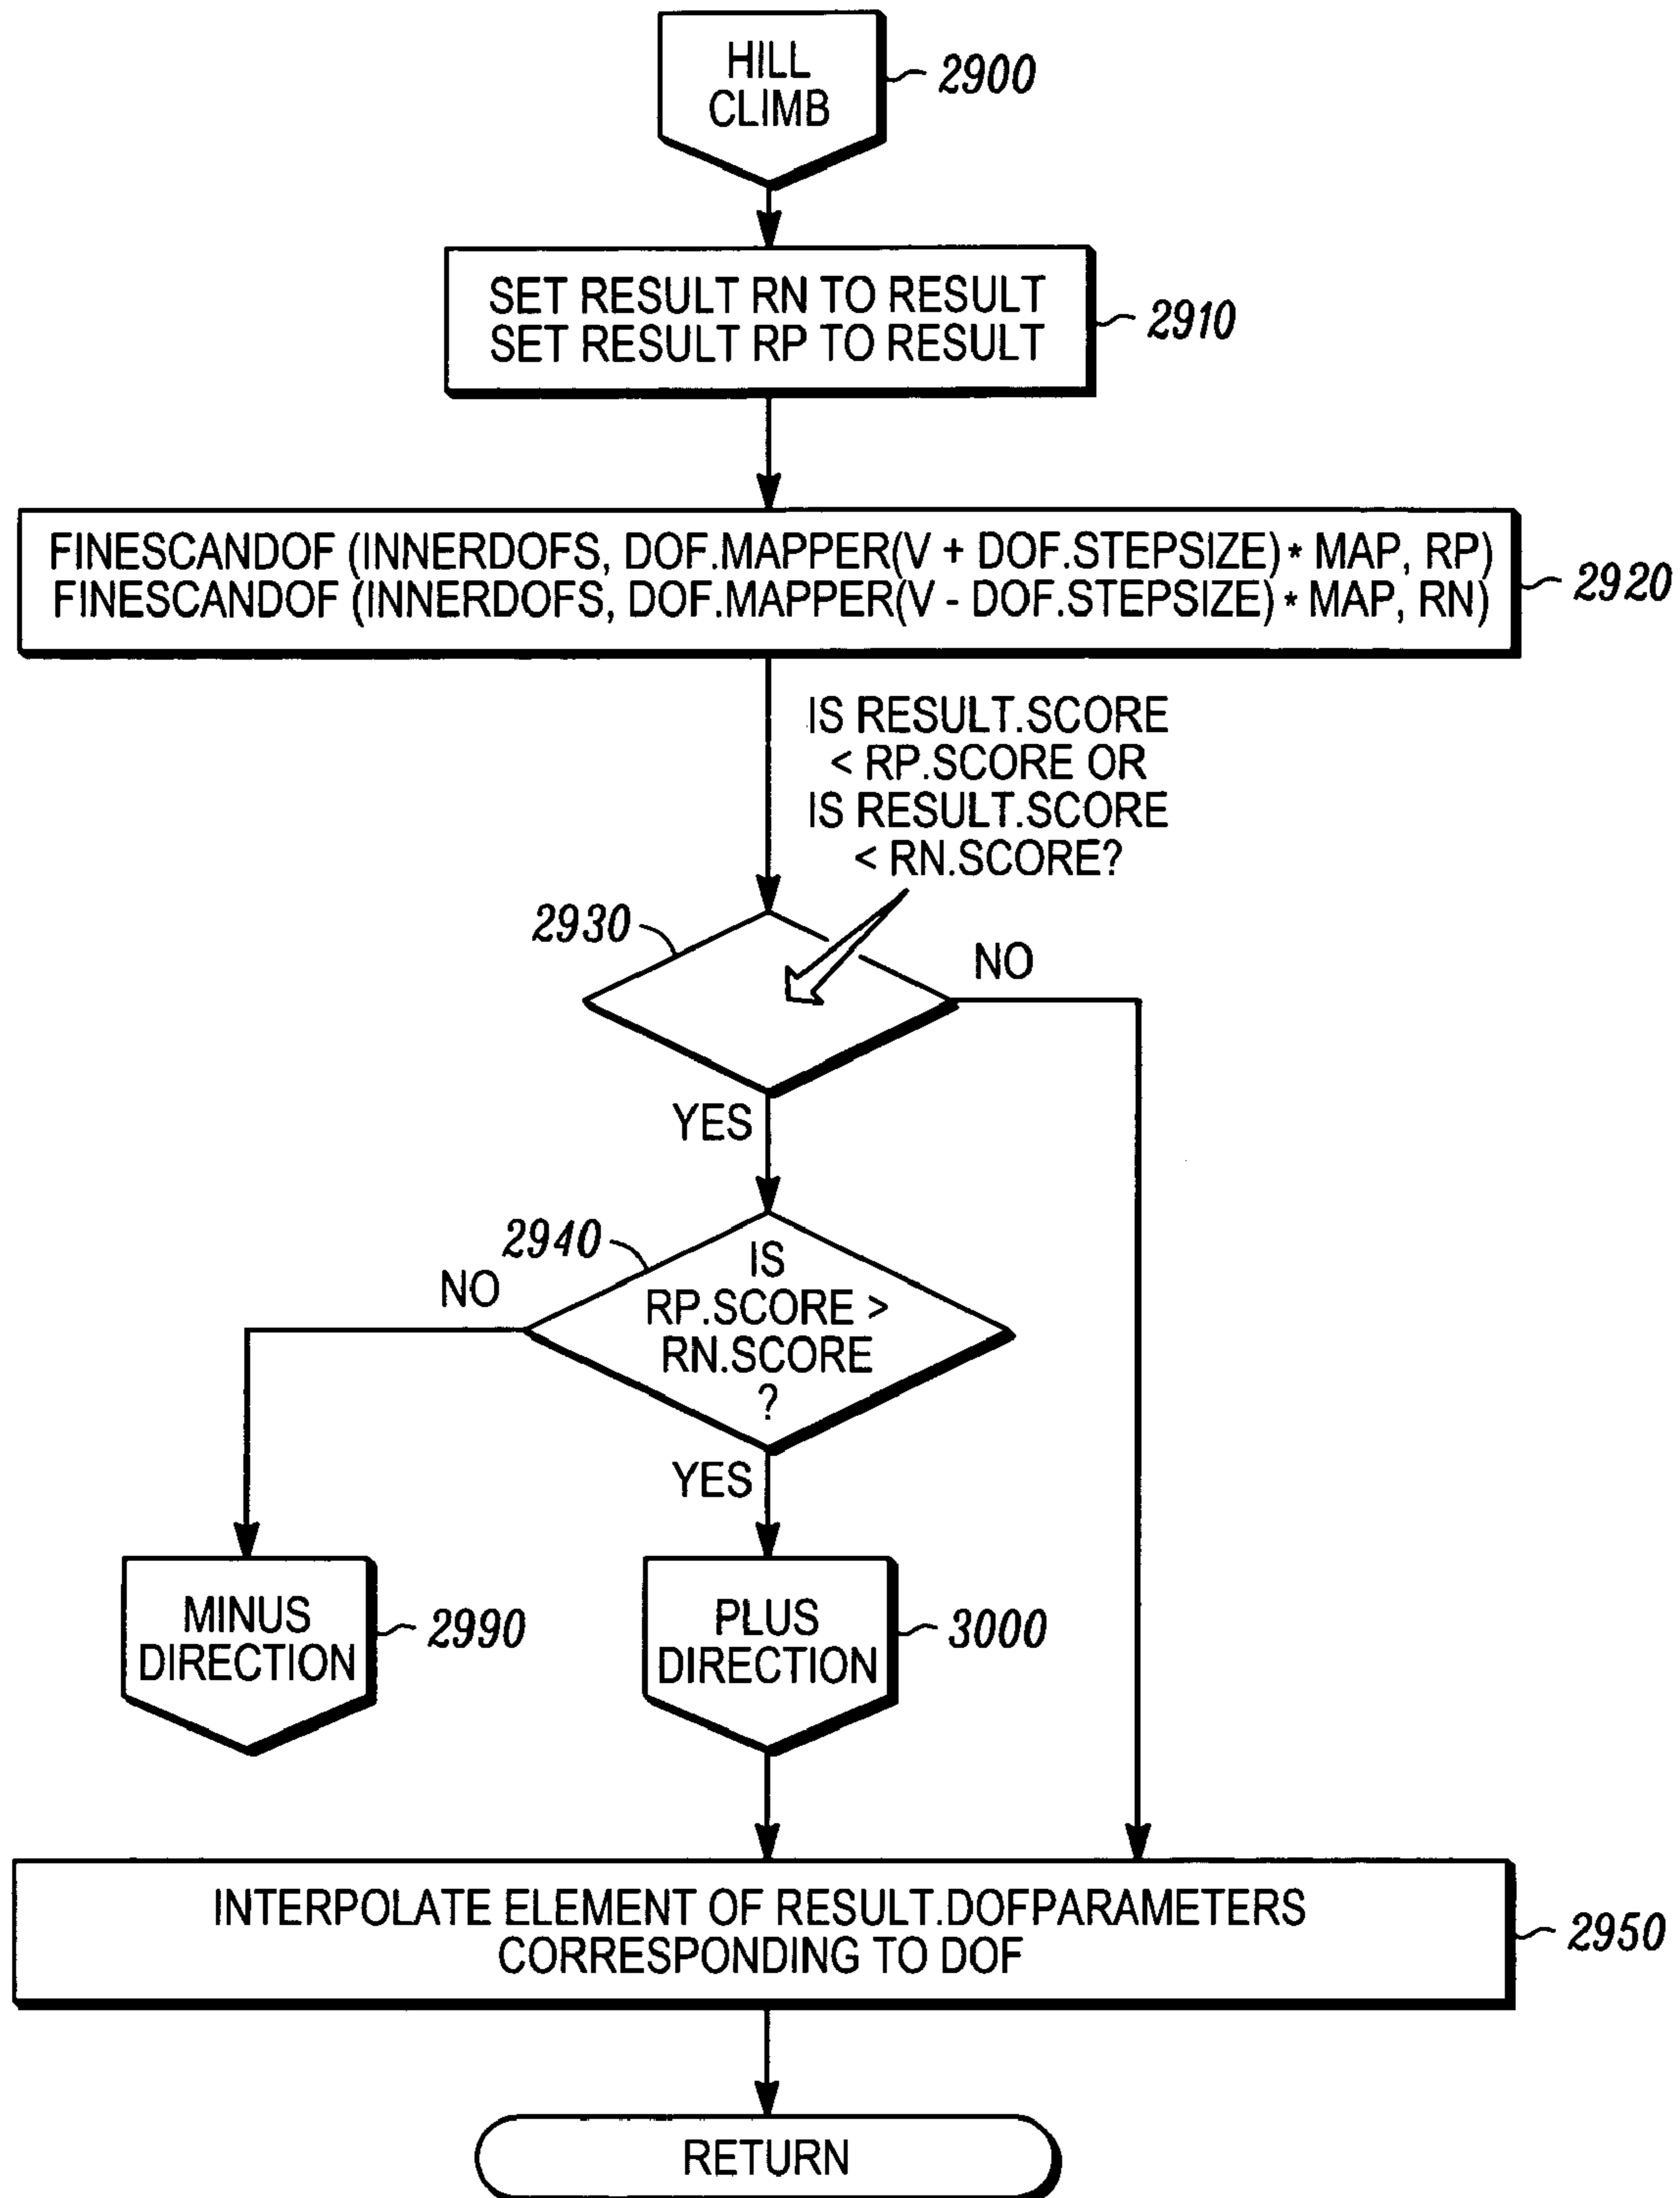 HILL
CLIMB
2900
SET RESULT RN TO RESULT
SET RESULT RP TO RESULT
2910
FINESCANDOF (INNERDOFS, DOF.MAPPER(V + DOF.STEPSIZE) * MAP, RP)
FINESCANDOF (INNERDOFS, DOF.MAPPER(V - DOF.STEPSIZE) * MAP, RN)
2920
IS RESULT.SCORE
< RP.SCORE OR
IS RESULT.SCORE
< RN.SCORE?
2930
NO
YES
2940
NO
IS
RP.SCORE >
RN.SCORE
?
YES
MINUS
DIRECTION
2990
PLUS
DIRECTION
3000
INTERPOLATE ELEMENT OF RESULT.DOFPARAMETERS
CORRESPONDING TO DOF
2950
RETURN